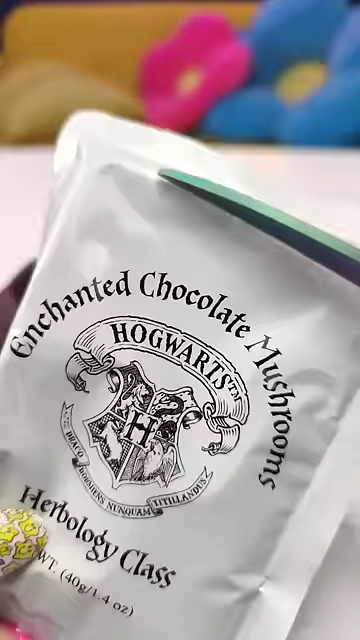 Enchanted Chocolate Mushrooms
HOGWARTS™
H
DRACO DORMIENS NUNQUAM TITILLANDUS
Herbology Class
WT. (40g/1.4 oz)